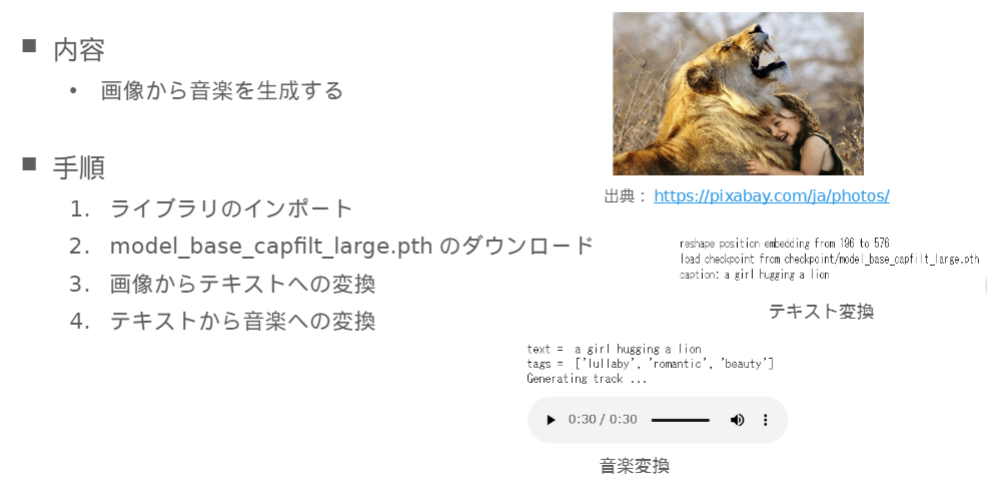 ■ 内容
• 画像から音楽を生成する
■ 手順
1. ライブラリのインポート
2. model_base_capfilt_large.pth のダウンロード
3. 画像からテキストへの変換
4. テキストから音楽への変換
出典： https://pixabay.com/ja/photos/
reshape position embedding from 196 to 576
load checkpoint from checkpoint/model_base_capfilt_large.pth
caption: a girl hugging a lion
テキスト変換
text =  a girl hugging a lion
tags =  ['lullaby', 'romantic', 'beauty']
Generating track ...
0:30 / 0:30
音楽変換